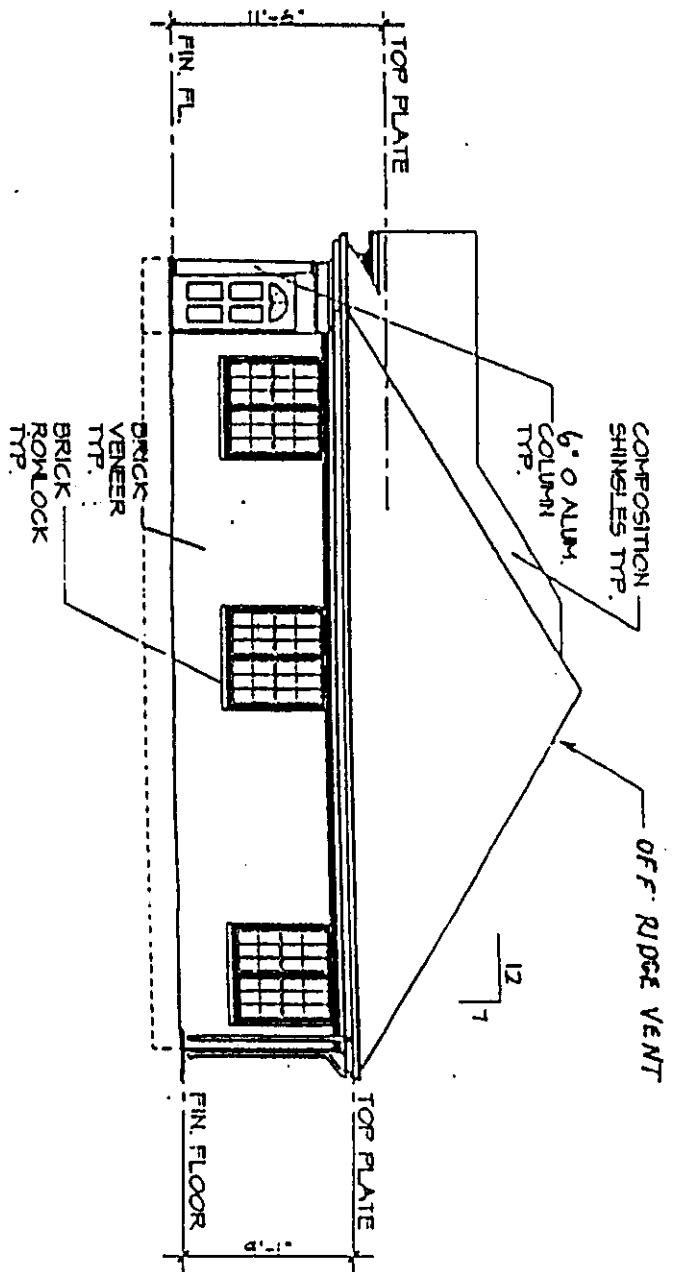 COMPOSITION
SHINGLES TYP.
6" O ALUM.
COLUMN
TYP.
OFF RIDGE VENT
12
7
TOP PLATE
FIN. FL.
BRICK
VENEER
TYP.
BRICK
ROWLOCK
TYP.
TOP PLATE
FIN. FLOOR